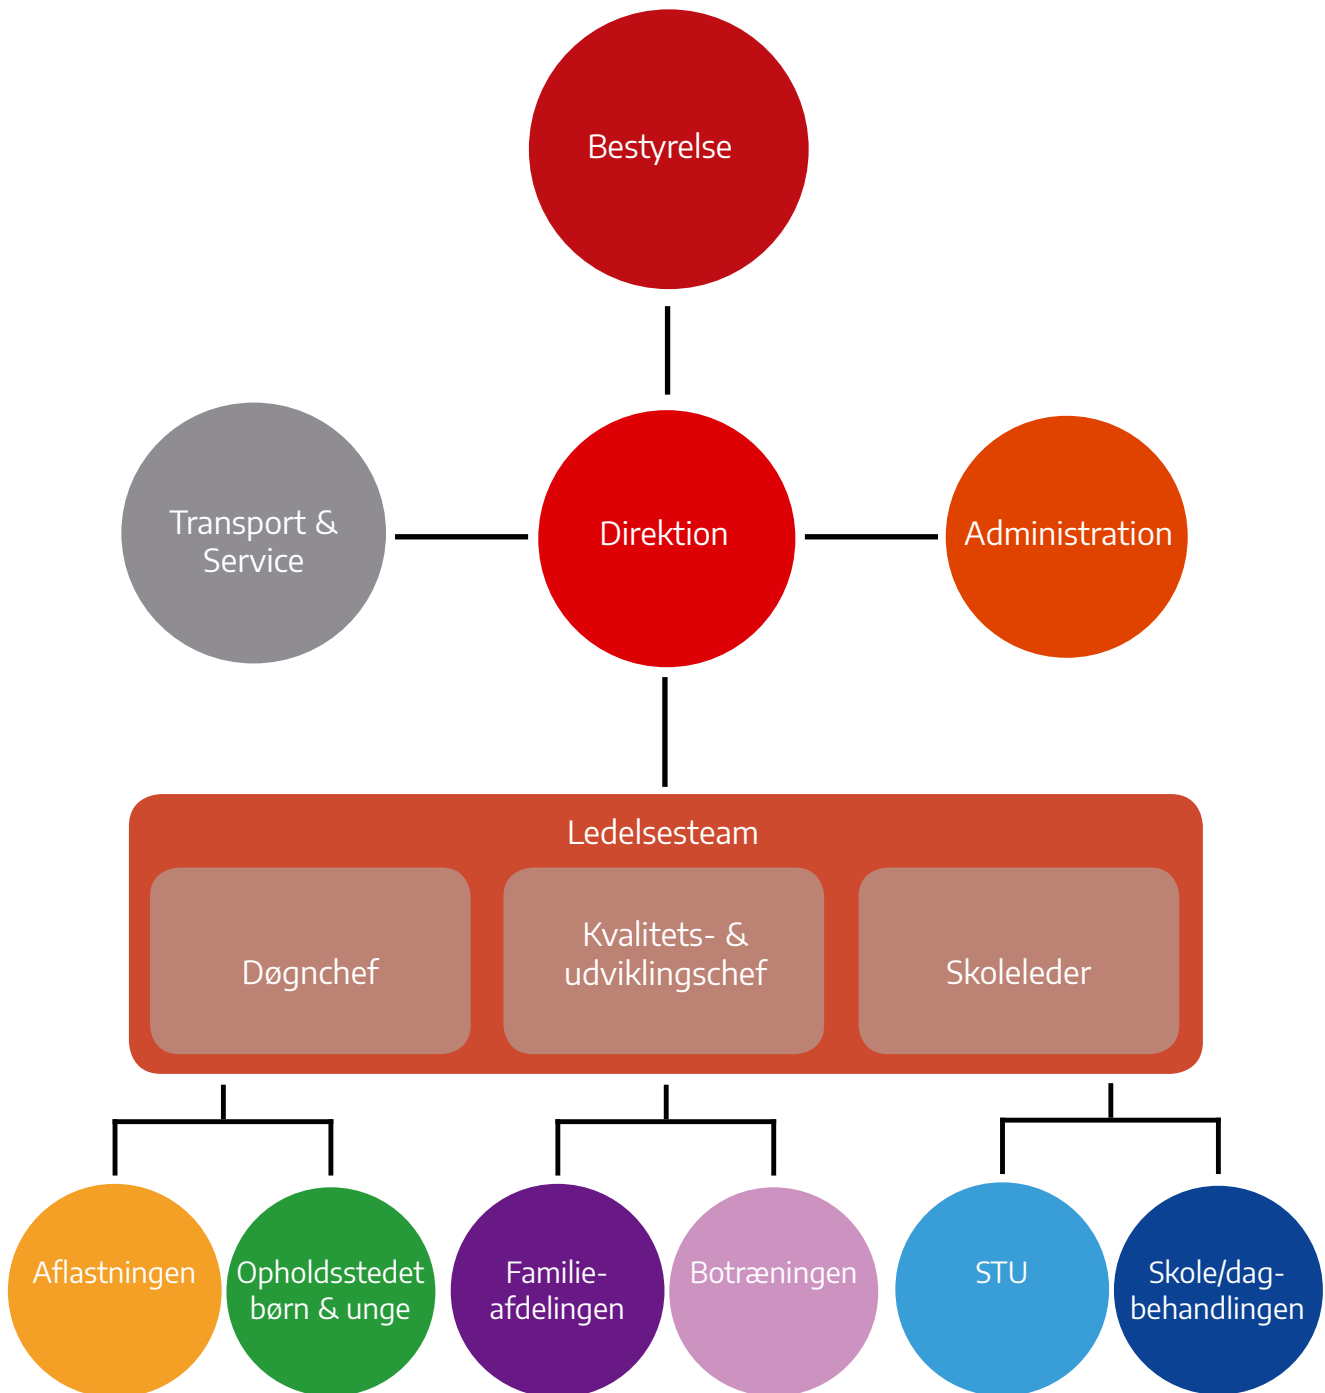 Bestyrelse
Transport &
Service
Direktion
Administration
Ledelsesteam
Døgnchef
Kvalitets- &
udviklingschef
Skoleleder
Aflastningen
Opholdsstedet
børn & unge
Familie-
afdelingen
Botræningen
STU
Skole/dag-
behandlingen